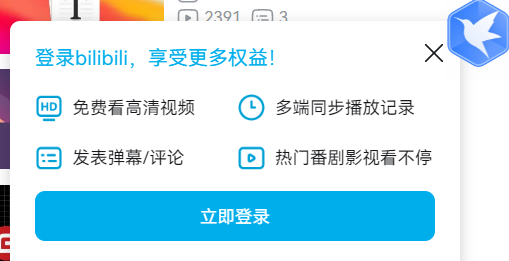 2391 3
登录bilibili，享受更多权益！
免费看高清视频 多端同步播放记录
发表弹幕/评论 热门番剧影视看不停
立即登录